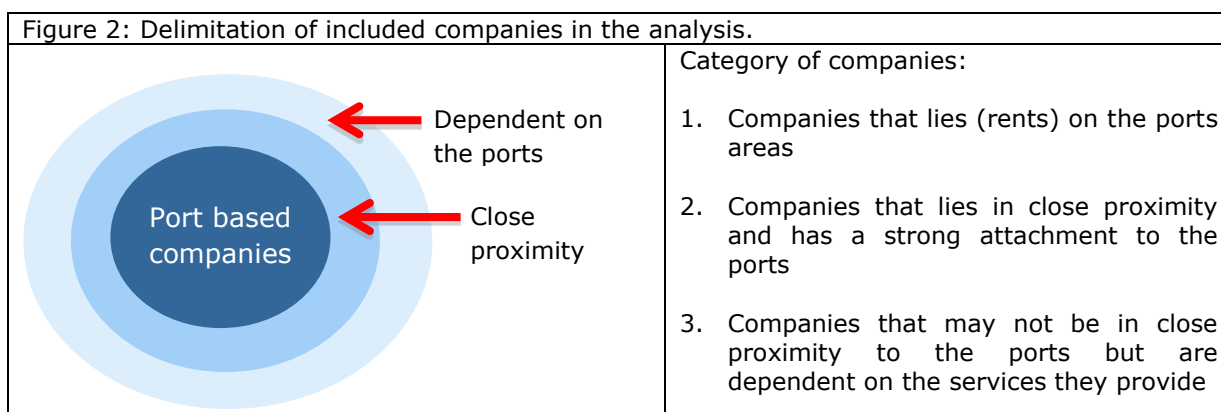 Figure 2: Delimitation of included companies in the analysis.
Port based
companies
Dependent on
the ports
Close
proximity
Category of companies:
1. Companies that lies (rents) on the ports
areas
2. Companies that lies in close proximity
and has a strong attachment to the
ports
3. Companies that may not be in close
proximity to the ports but are
dependent on the services they provide